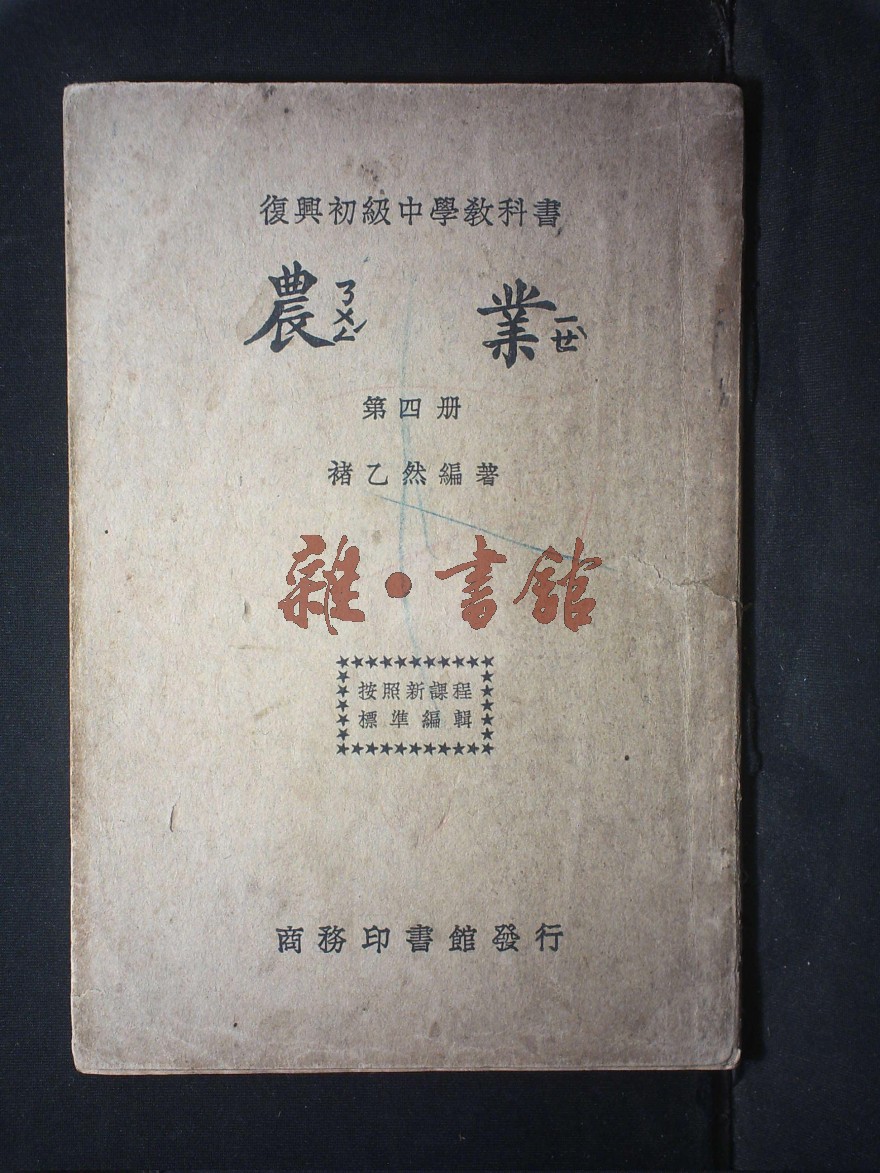 復興初級中學教科書
農ㄋㄨㄥˊ 業ㄧㄝˋ
第四册
褚乙然編著
雜·書館
按照新課程
標準編輯
商務印書館發行